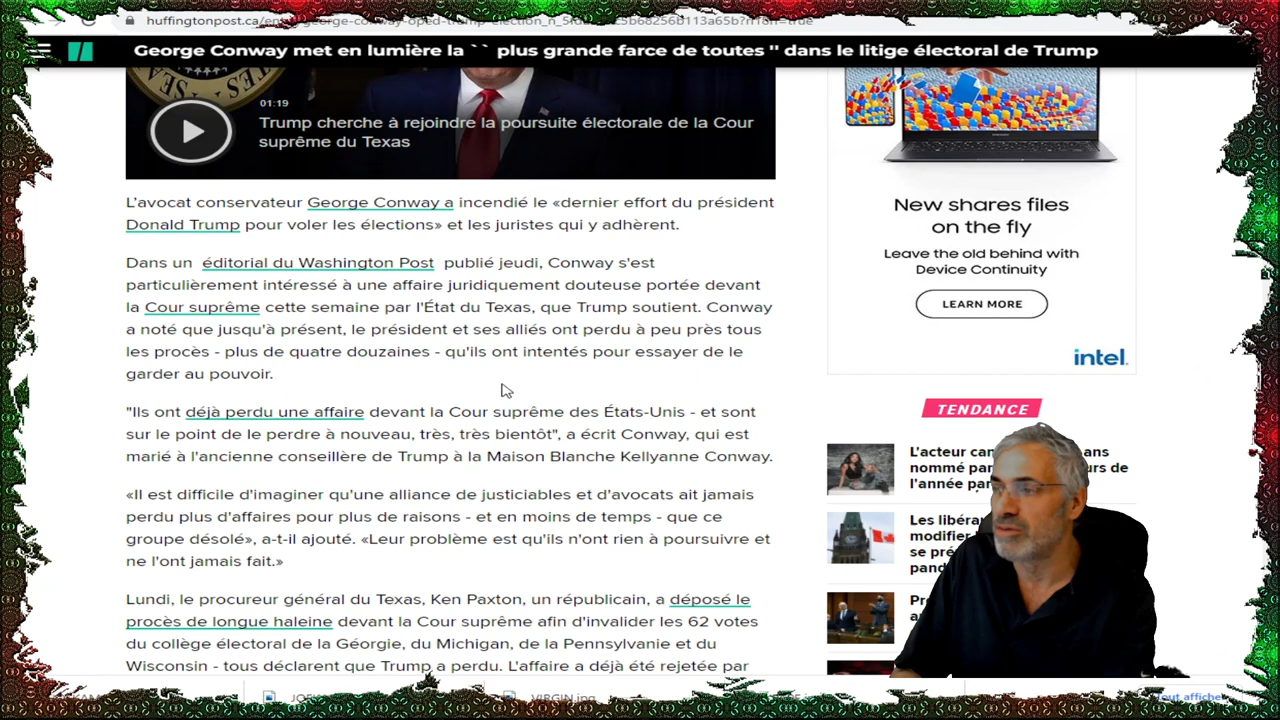 huffingtonpost.ca/
George Conway met en lumière la `` plus grande farce de toutes '' dans le litige électoral de Trump
01:19
Trump cherche à rejoindre la poursuite électorale de la Cour
suprême du Texas
L'avocat conservateur George Conway a incendié le «dernier effort du président
Donald Trump pour voler les élections» et les juristes qui y adhèrent.
Dans un éditorial du Washington Post publié jeudi, Conway s'est
particulièrement intéressé à une affaire juridiquement douteuse portée devant
la Cour suprême cette semaine par l'État du Texas, que Trump soutient. Conway
a noté que jusqu'à présent, le président et ses alliés ont perdu à peu près tous
les procès - plus de quatre douzaines - qu'ils ont intentés pour essayer de le
garder au pouvoir.
"Ils ont déjà perdu une affaire devant la Cour suprême des États-Unis - et sont
sur le point de le perdre à nouveau, très, très bientôt", a écrit Conway, qui est
marié à l'ancienne conseillère de Trump à la Maison Blanche Kellyanne Conway.
«Il est difficile d'imaginer qu'une alliance de justiciables et d'avocats ait jamais
perdu plus d'affaires pour plus de raisons - et en moins de temps - que ce
groupe désolé», a-t-il ajouté. «Leur problème est qu'ils n'ont rien à poursuivre et
ne l'ont jamais fait.»
Lundi, le procureur général du Texas, Ken Paxton, un républicain, a déposé le
procès de longue haleine devant la Cour suprême afin d'invalider les 62 votes
du collège électoral de la Géorgie, du Michigan, de la Pennsylvanie et du
Wisconsin - tous déclarent que Trump a perdu. L'affaire a déjà été rejetée par
New shares files
on the fly
Leave the old behind with
Device Continuity
LEARN MORE
intel.
TENDANCE
L'acteur ans
nommé de
l'année
Les
modifier
se
VIRGIN.jpg
Tout affiche